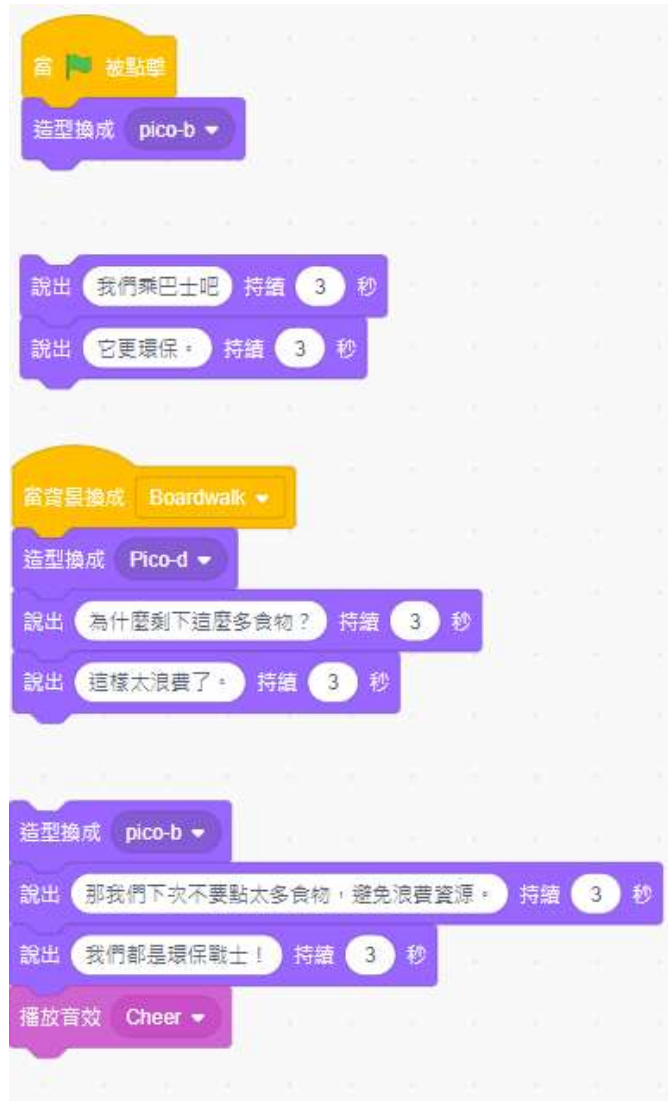 當 被點擊
造型換成 pico-b
說出 我們乘巴士吧 持續 3 秒
說出 它更環保。 持續 3 秒
當背景換成 Boardwalk
造型換成 Pico-d
說出 為什麼剩下這麼多食物？ 持續 3 秒
說出 這樣太浪費了。 持續 3 秒
造型換成 pico-b
說出 那我們下次不要點太多食物，避免浪費資源。 持續 3 秒
說出 我們都是環保戰士！ 持續 3 秒
播放音效 Cheer